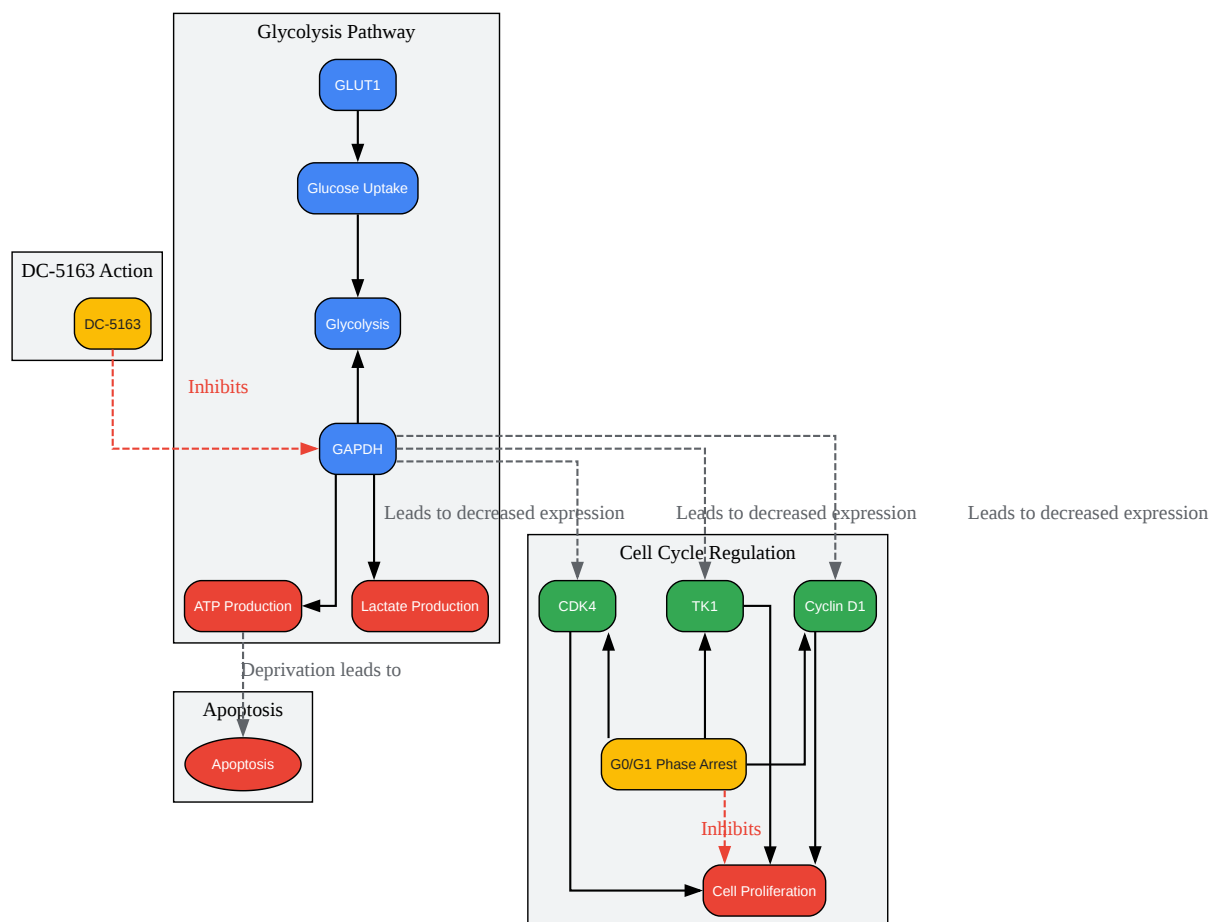 Glycolysis Pathway
GLUT1
Glucose Uptake
DC-5163 Action
DC-5163
Glycolysis
Inhibits
GAPDH
Leads to decreased expression
Leads to decreased expression
Leads to decreased expression
Cell Cycle Regulation
ATP Production
Lactate Production
CDK4
TK1
Cyclin D1
Deprivation leads to
Apoptosis
Apoptosis
G0/G1 Phase Arrest
Inhibits
Cell Proliferation